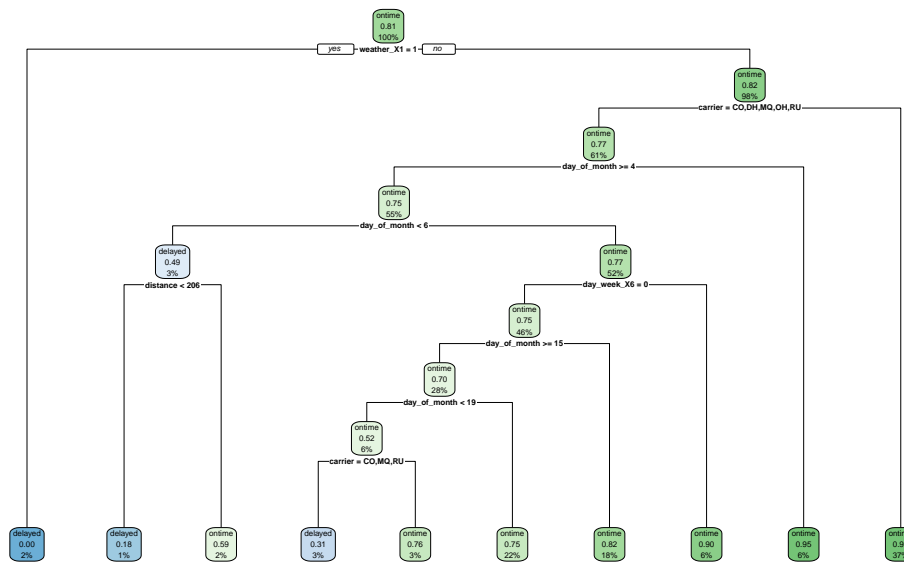 ontime
0.81
100%
yes
weather_X1 = 1
no
ontime
0.82
98%
carrier = CO,DH,MQ,OH,RU
ontime
0.77
61%
day_of_month >= 4
ontime
0.75
55%
day_of_month < 6
delayed
0.49
3%
distance < 206
ontime
0.77
52%
day_week_X6 = 0
ontime
0.75
46%
day_of_month >= 15
ontime
0.70
28%
day_of_month < 19
ontime
0.52
6%
carrier = CO,MQ,RU
delayed
0.00
2%
delayed
0.18
1%
ontime
0.59
2%
delayed
0.31
3%
ontime
0.76
3%
ontime
0.75
22%
ontime
0.82
18%
ontime
0.90
6%
ontime
0.95
6%